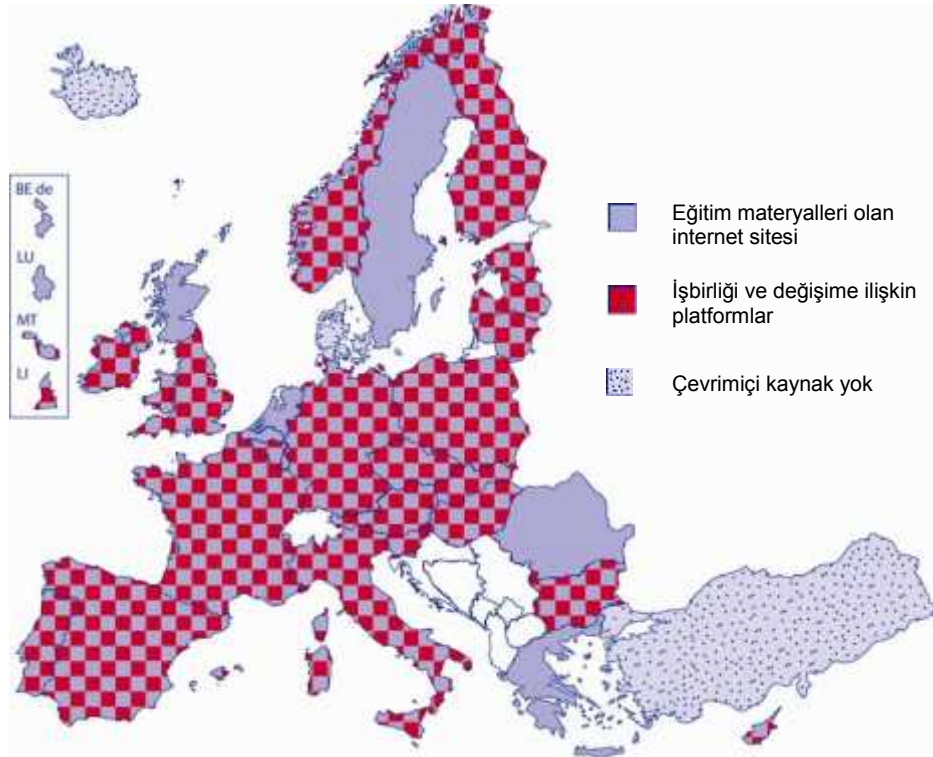 BE de
LU
MT
LI
Eğitim materyalleri olan
internet sitesi
İşbirliği ve değişime ilişkin
platformlar
Çevrimiçi kaynak yok